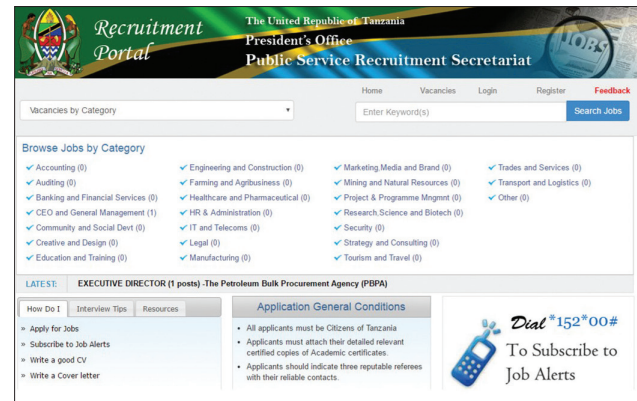 Recruitment
Portal
The United Republic of Tanzania
President's Office
Public Service Recruitment Secretariat
JOBS
Home Vacancies Login Register Feedback
Vacancies by Category
Enter Keyword(s)
Search Jobs
Browse Jobs by Category
Accounting (0)
Auditing (0)
Banking and Financial Services (0)
CEO and General Management (1)
Community and Social Devt (0)
Creative and Design (0)
Education and Training (0)
Engineering and Construction (0)
Farming and Agribusiness (0)
Healthcare and Pharmaceutical (0)
HR & Administration (0)
IT and Telecoms (0)
Legal (0)
Manufacturing (0)
Marketing,Media and Brand (0)
Mining and Natural Resources (0)
Project & Programme Mngmnt (0)
Research,Science and Biotech (0)
Security (0)
Strategy and Consulting (0)
Tourism and Travel (0)
Trades and Services (0)
Transport and Logistics (0)
Other (0)
LATEST: EXECUTIVE DIRECTOR (1 posts) -The Petroleum Bulk Procurement Agency (PBPA)
How Do I Interview Tips Resources
» Apply for Jobs
» Subscribe to Job Alerts
» Write a good CV
» Write a Cover letter
Application General Conditions
• All applicants must be Citizens of Tanzania
• Applicants must attach their detailed relevant
certified copies of Academic certificates.
• Applicants should indicate three reputable referees
with their reliable contacts.
Dial *152*00#
To Subscribe to
Job Alerts